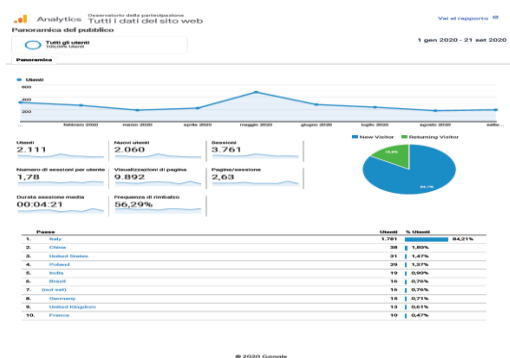 Analytics
Osservatorio della partecipazione
Tutti i dati del sito web
Vai al rapporto
Panoramica del pubblico
Tutti gli utenti
100,00% Utenti
1 gen 2020 - 21 set 2020
Panoramica
Utenti
600
400
200
...
febbraio 2020
marzo 2020
aprile 2020
maggio 2020
giugno 2020
luglio 2020
agosto 2020
sette...
New Visitor
Returning Visitor
Utenti
2.111
Nuovi utenti
2.060
Sessioni
3.761
Numero di sessioni per utente
1,78
Visualizzazioni di pagina
9.892
Pagine/sessione
2,63
Durata sessione media
00:04:21
Frequenza di rimbalzo
56,29%
Paese Utenti % Utenti
1. Italy 1.781 84,21%
2. China 38 1,80%
3. United States 31 1,47%
4. Poland 29 1,37%
5. India 19 0,90%
6. Brazil 16 0,76%
7. (not set) 16 0,76%
8. Germany 15 0,71%
9. United Kingdom 13 0,61%
10. France 10 0,47%
© 2020 Google